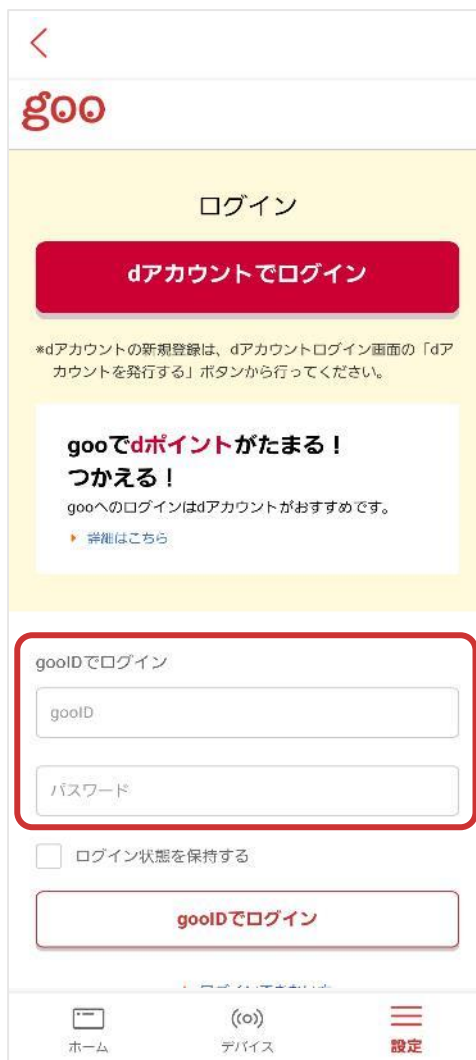 goo
ログイン
dアカウントでログイン
*dアカウントの新規登録は、dアカウントログイン画面の「dア
カウントを発行する」ボタンから行ってください。
gooでdポイントがたまる！
つかえる！
gooへのログインはdアカウントがおすすめです。
詳細はこちら
gooIDでログイン
gooID
パスワード
ログイン状態を保持する
gooIDでログイン
ホーム
デバイス
設定